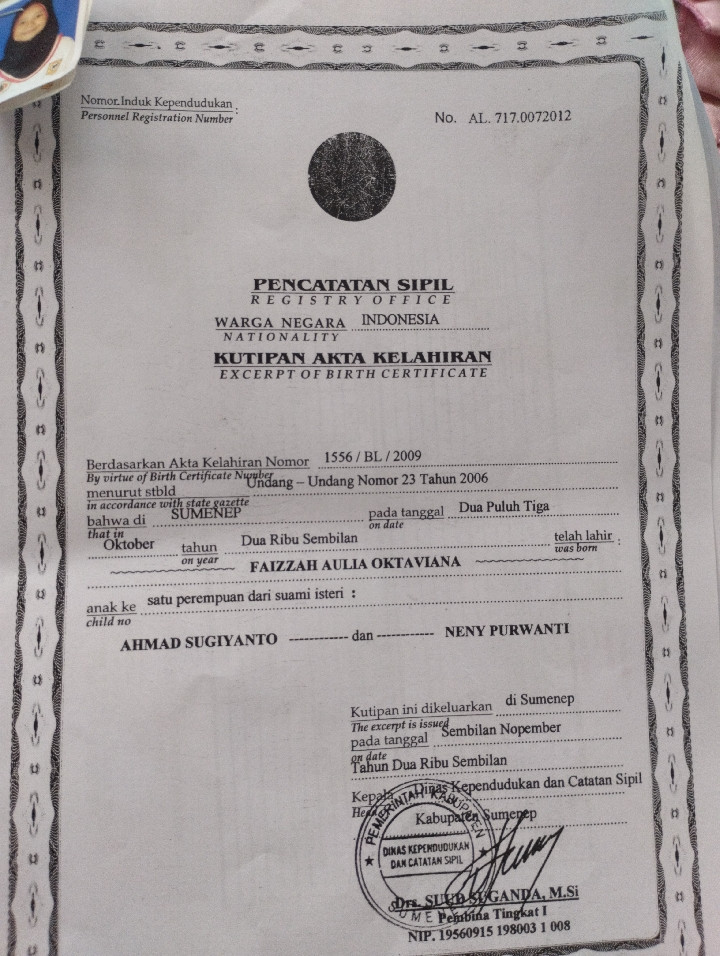 Nomor Induk Kependudukan :
Personnel Registration Number
No. AL. 717.0072012
PENCATATAN SIPIL
REGISTRY OFFICE
WARGA NEGARA INDONESIA
NATIONALITY
KUTIPAN AKTA KELAHIRAN
EXCERPT OF BIRTH CERTIFICATE
Berdasarkan Akta Kelahiran Nomor 1556 / BL / 2009
By virtue of Birth Certificate Number
menurut stbld Undang – Undang Nomor 23 Tahun 2006
in accordance with state gazette
bahwa di SUMENEP pada tanggal Dua Puluh Tiga
that in on date
Oktober tahun Dua Ribu Sembilan telah lahir :
on year was born
FAIZZAH AULIA OKTAVIANA
anak ke satu perempuan dari suami isteri :
child no
AHMAD SUGIYANTO ------------ dan ------------ NENY PURWANTI
Kutipan ini dikeluarkan di Sumenep
The excerpt is issued
pada tanggal Sembilan Nopember
on date
Tahun Dua Ribu Sembilan
Kepala Dinas Kependudukan dan Catatan Sipil
Kabupaten Sumenep
PEMERINTAH KABUPATEN
DINAS KEPENDUDUKAN
DAN CATATAN SIPIL
Drs. SUUD SUGANDA, M.Si
Pembina Tingkat I
NIP. 19560915 198003 1 008